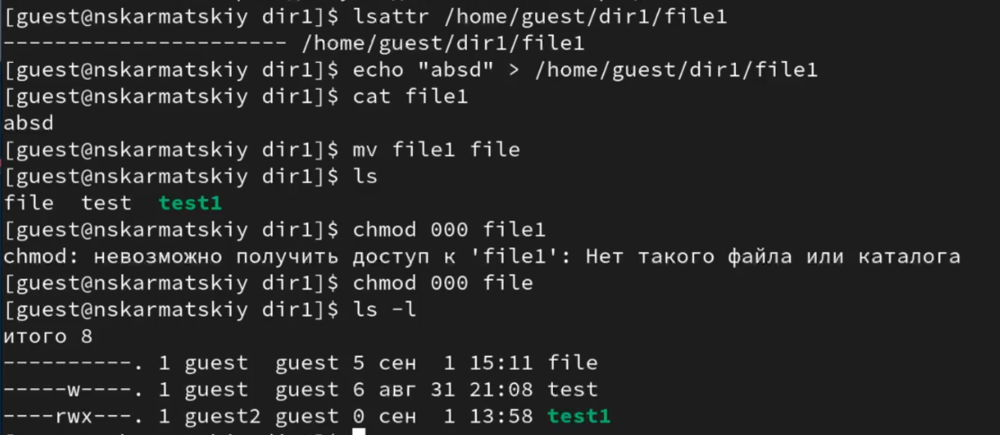 [guest@nskarmatskiy dir1]$ lsattr /home/guest/dir1/file1
---------------------- /home/guest/dir1/file1
[guest@nskarmatskiy dir1]$ echo "absd" > /home/guest/dir1/file1
[guest@nskarmatskiy dir1]$ cat file1
absd
[guest@nskarmatskiy dir1]$ mv file1 file
[guest@nskarmatskiy dir1]$ ls
file  test  test1
[guest@nskarmatskiy dir1]$ chmod 000 file1
chmod: невозможно получить доступ к 'file1': Нет такого файла или каталога
[guest@nskarmatskiy dir1]$ chmod 000 file
[guest@nskarmatskiy dir1]$ ls -l
итого 8
----------. 1 guest  guest 5 сен  1 15:11 file
-----w----. 1 guest  guest 6 авг 31 21:08 test
----rwx---. 1 guest2 guest 0 сен  1 13:58 test1